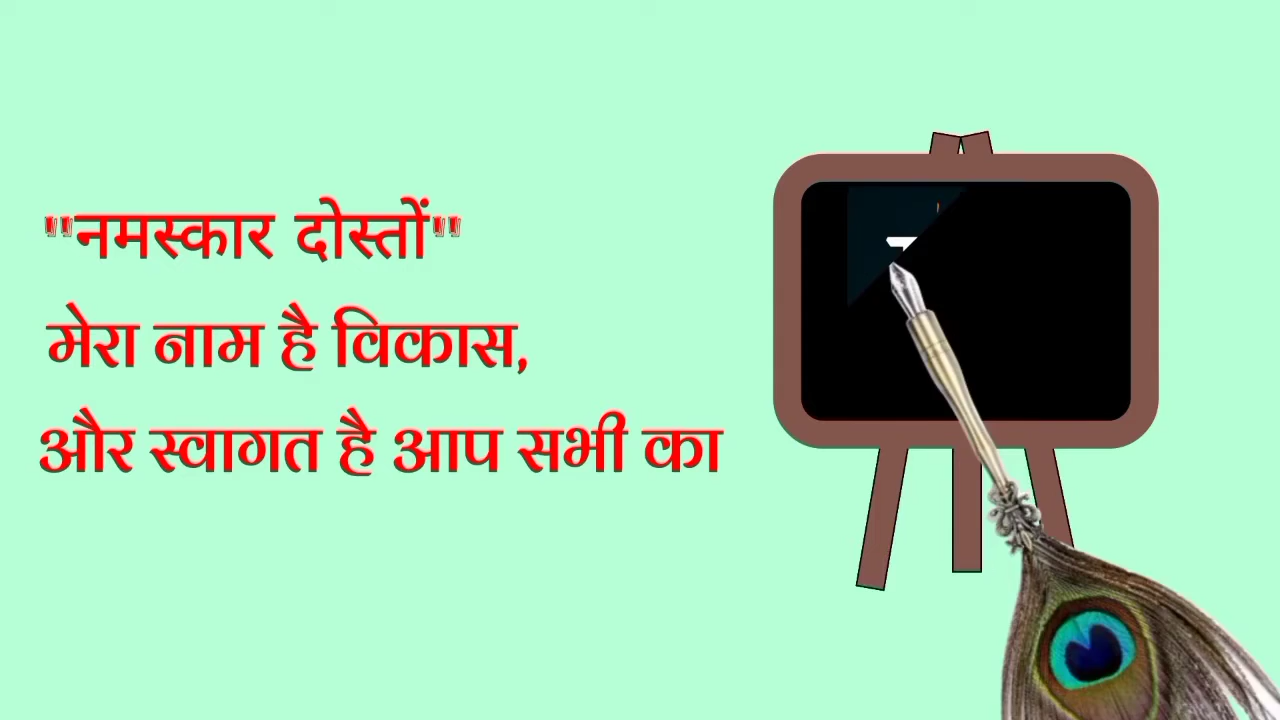 "नमस्कार दोस्तों"
मेरा नाम है विकास,
और स्वागत है आप सभी का